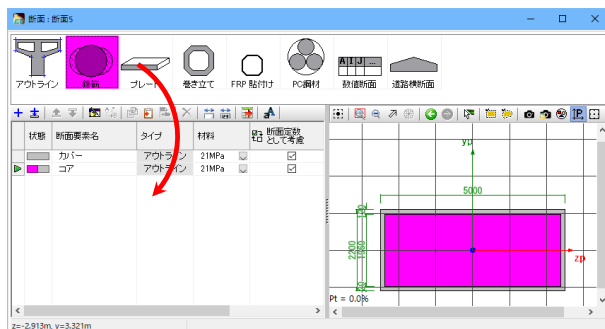 断面 : 断面5
アウトライン 鉄筋 プレート 巻き立て FRP 貼付け PC鋼材 数値断面 道路横断面
A I J ...
状態 断面要素名 タイプ 材料 断面定数として考慮
カバー アウトライン 21MPa
コア アウトライン 21MPa
yp
5000
2200
1960
zp
Pt = 0.0%
z=-2.913m, y=3.321m